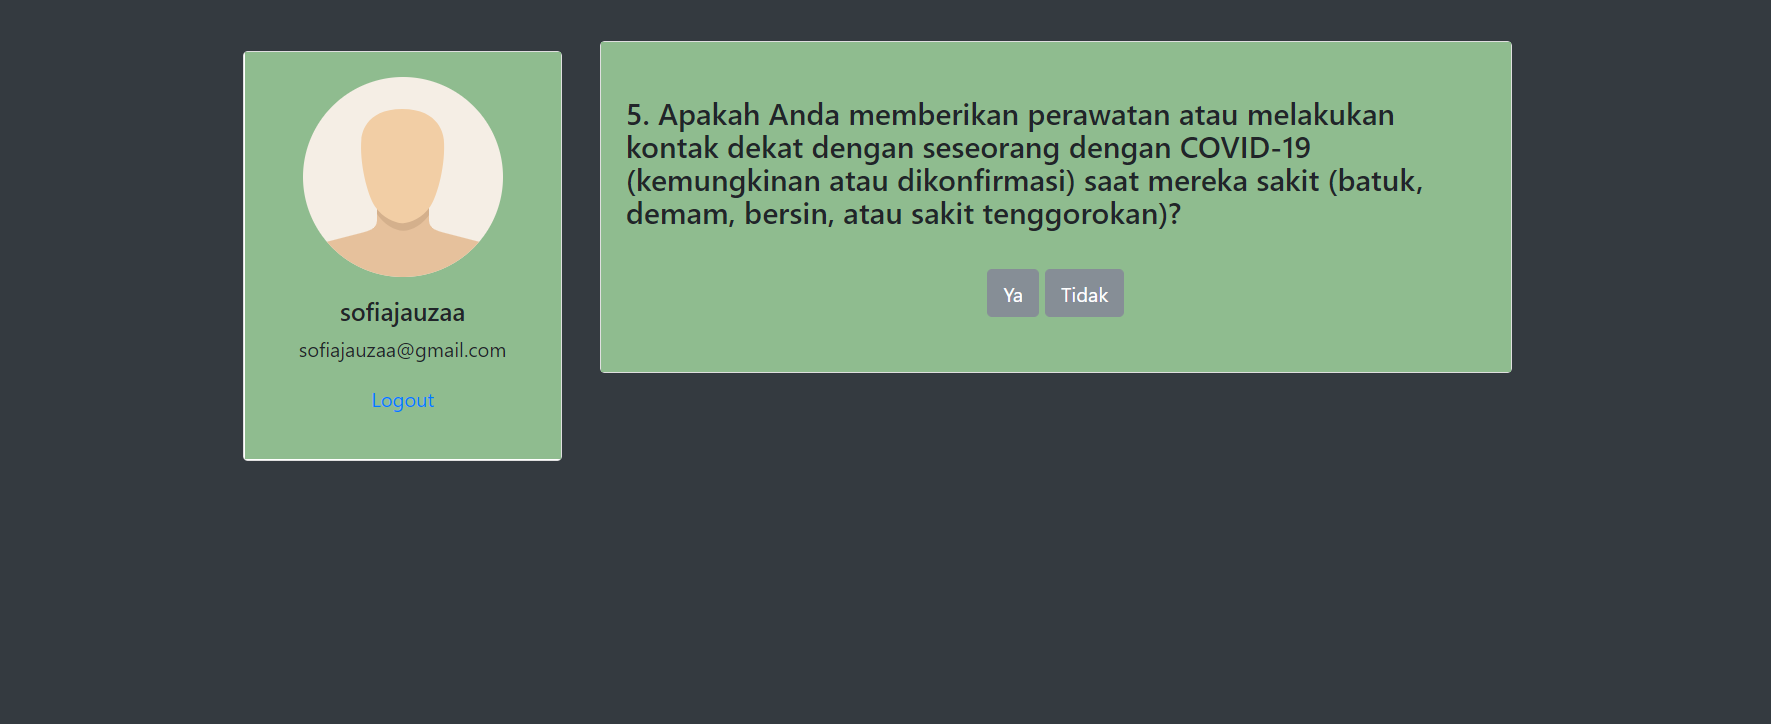 sofiajauzaa
sofiajauzaa@gmail.com
Logout
5. Apakah Anda memberikan perawatan atau melakukan
kontak dekat dengan seseorang dengan COVID-19
(kemungkinan atau dikonfirmasi) saat mereka sakit (batuk,
demam, bersin, atau sakit tenggorokan)?
Ya Tidak